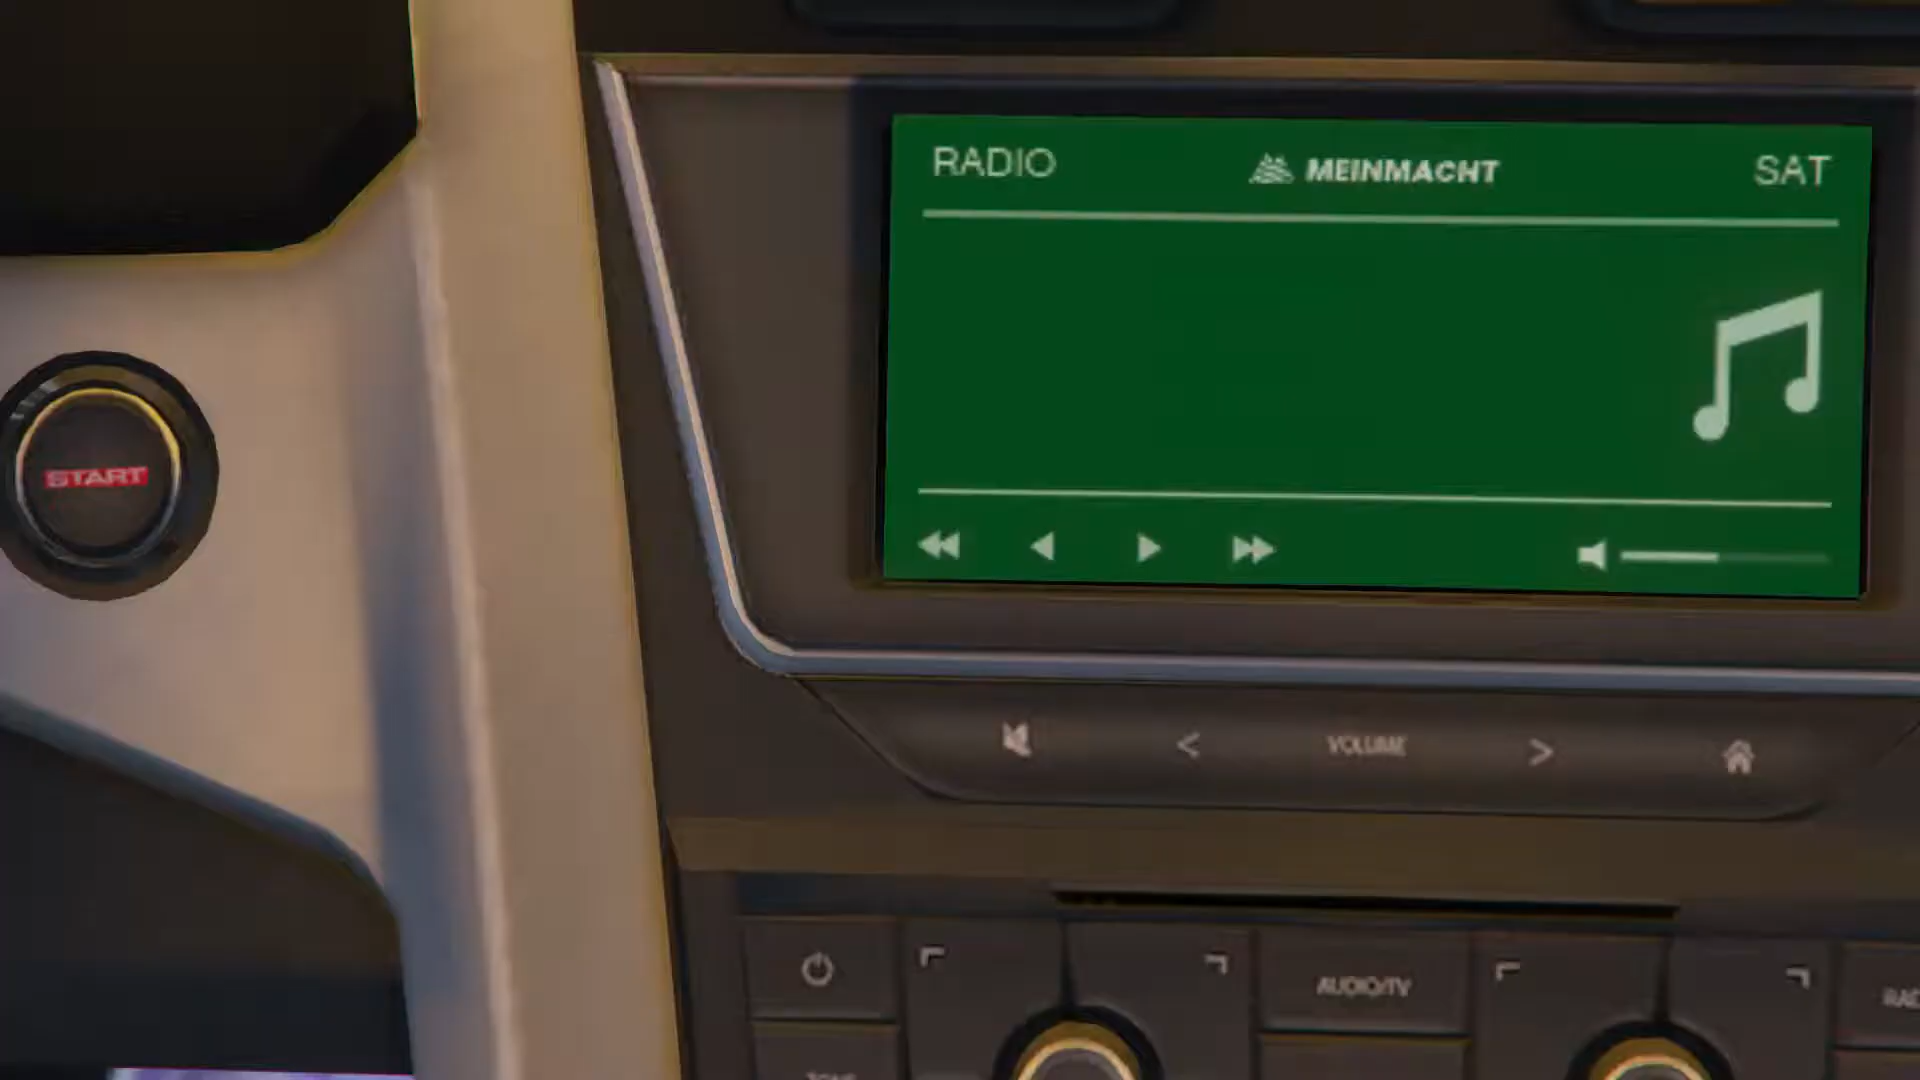 RADIO MEINMACHT SAT
START
< VOLUME >
AUDIO/TV